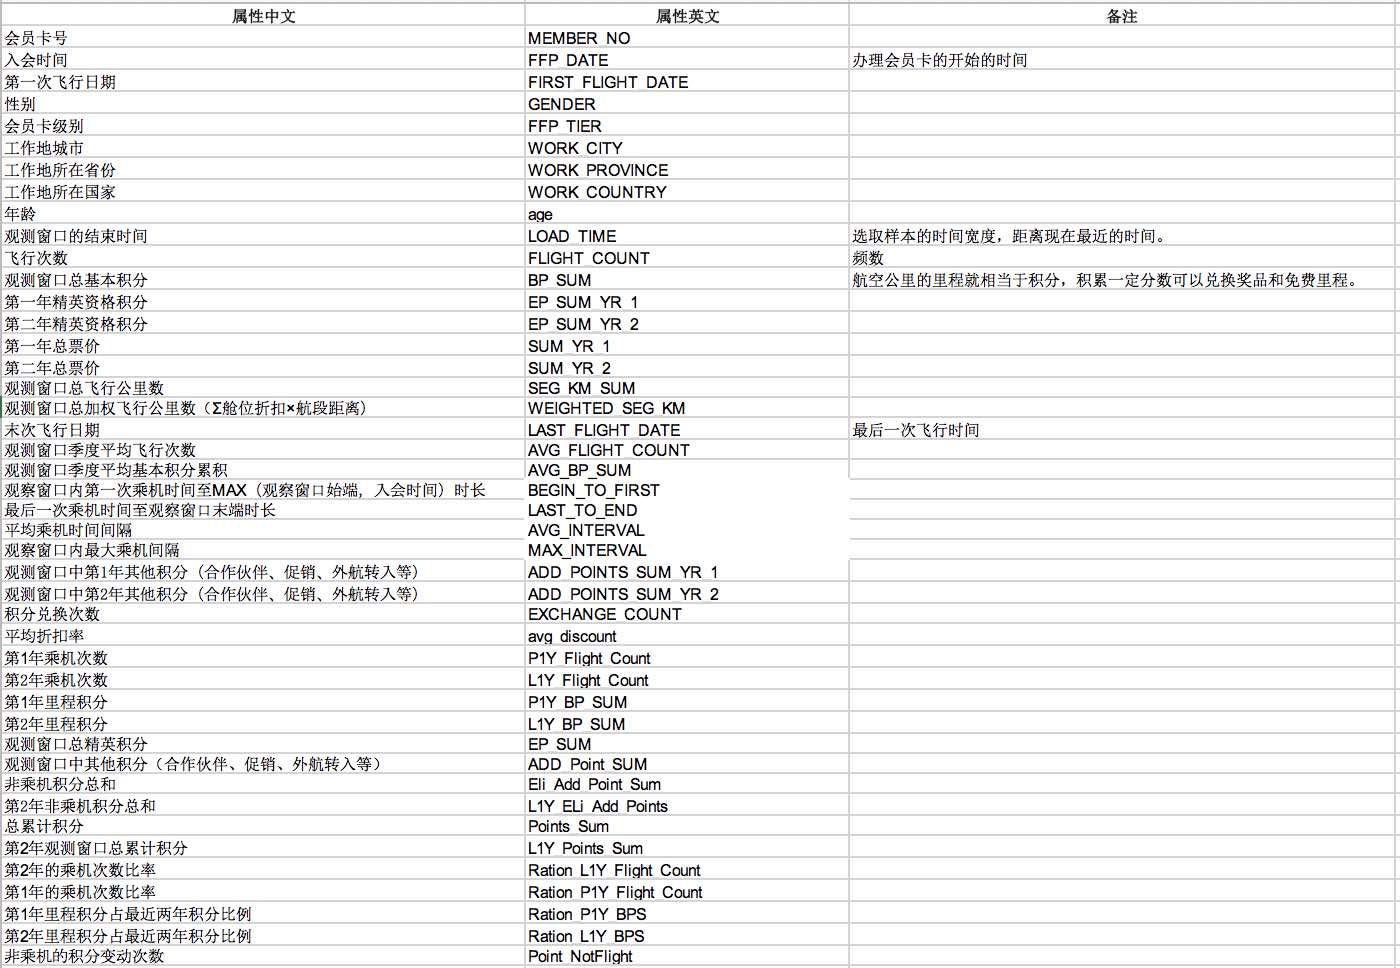 属性中文 属性英文 备注
会员卡号 MEMBER_NO
入会时间 FFP_DATE 办理会员卡的开始的时间
第一次飞行日期 FIRST_FLIGHT_DATE
性别 GENDER
会员卡级别 FFP_TIER
工作地城市 WORK_CITY
工作地所在省份 WORK_PROVINCE
工作地所在国家 WORK_COUNTRY
年龄 age
观测窗口的结束时间 LOAD_TIME 选取样本的时间宽度，距离现在最近的时间。
飞行次数 FLIGHT_COUNT 频数
观测窗口总基本积分 BP_SUM 航空公里的里程就相当于积分，积累一定分数可以兑换奖品和免费里程。
第一年精英资格积分 EP_SUM_YR_1
第二年精英资格积分 EP_SUM_YR_2
第一年总票价 SUM_YR_1
第二年总票价 SUM_YR_2
观测窗口总飞行公里数 SEG_KM_SUM
观测窗口总加权飞行公里数（Σ舱位折扣×航段距离） WEIGHTED_SEG_KM
末次飞行日期 LAST_FLIGHT_DATE 最后一次飞行时间
观测窗口季度平均飞行次数 AVG_FLIGHT_COUNT
观测窗口季度平均基本积分累积 AVG_BP_SUM
观察窗口内第一次乘机时间至MAX（观察窗口始端，入会时间）时长 BEGIN_TO_FIRST
最后一次乘机时间至观察窗口末端时长 LAST_TO_END
平均乘机时间间隔 AVG_INTERVAL
观察窗口内最大乘机间隔 MAX_INTERVAL
观测窗口中第1年其他积分（合作伙伴、促销、外航转入等） ADD_POINTS_SUM_YR_1
观测窗口中第2年其他积分（合作伙伴、促销、外航转入等） ADD_POINTS_SUM_YR_2
积分兑换次数 EXCHANGE_COUNT
平均折扣率 avg_discount
第1年乘机次数 P1Y_Flight_Count
第2年乘机次数 L1Y_Flight_Count
第1年里程积分 P1Y_BP_SUM
第2年里程积分 L1Y_BP_SUM
观测窗口总精英积分 EP_SUM
观测窗口中其他积分（合作伙伴、促销、外航转入等） ADD_Point_SUM
非乘机积分总和 Eli_Add_Point_Sum
第2年非乘机积分总和 L1Y_ELi_Add_Points
总累计积分 Points_Sum
第2年观测窗口总累计积分 L1Y_Points_Sum
第2年的乘机次数比率 Ration_L1Y_Flight_Count
第1年的乘机次数比率 Ration_P1Y_Flight_Count
第1年里程积分占最近两年积分比例 Ration_P1Y_BPS
第2年里程积分占最近两年积分比例 Ration_L1Y_BPS
非乘机的积分变动次数 Point_NotFlight